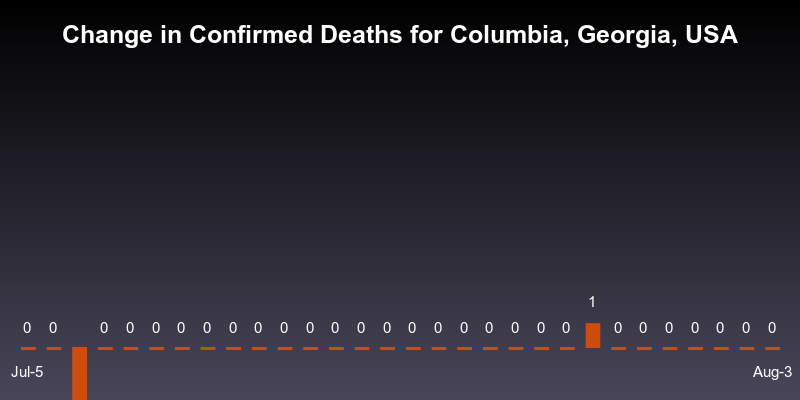 Change in Confirmed Deaths for Columbia, Georgia, USA
1
0 0 0 0 0 0 0 0 0 0 0 0 0 0 0 0 0 0 0 0 0 0 0 0 0 0 0 0
Jul-5 Aug-3